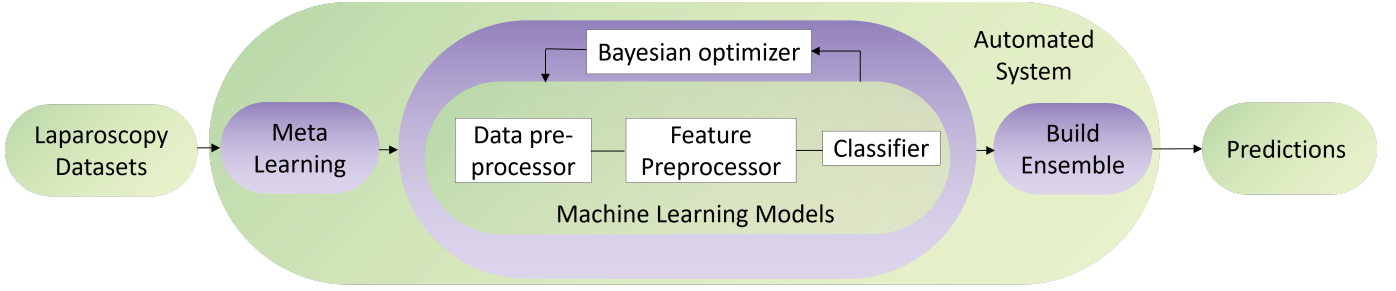 Laparoscopy
Datasets
Meta
Learning
Bayesian optimizer
Data pre-
processor
Feature
Preprocessor
Classifier
Machine Learning Models
Automated
System
Build
Ensemble
Predictions